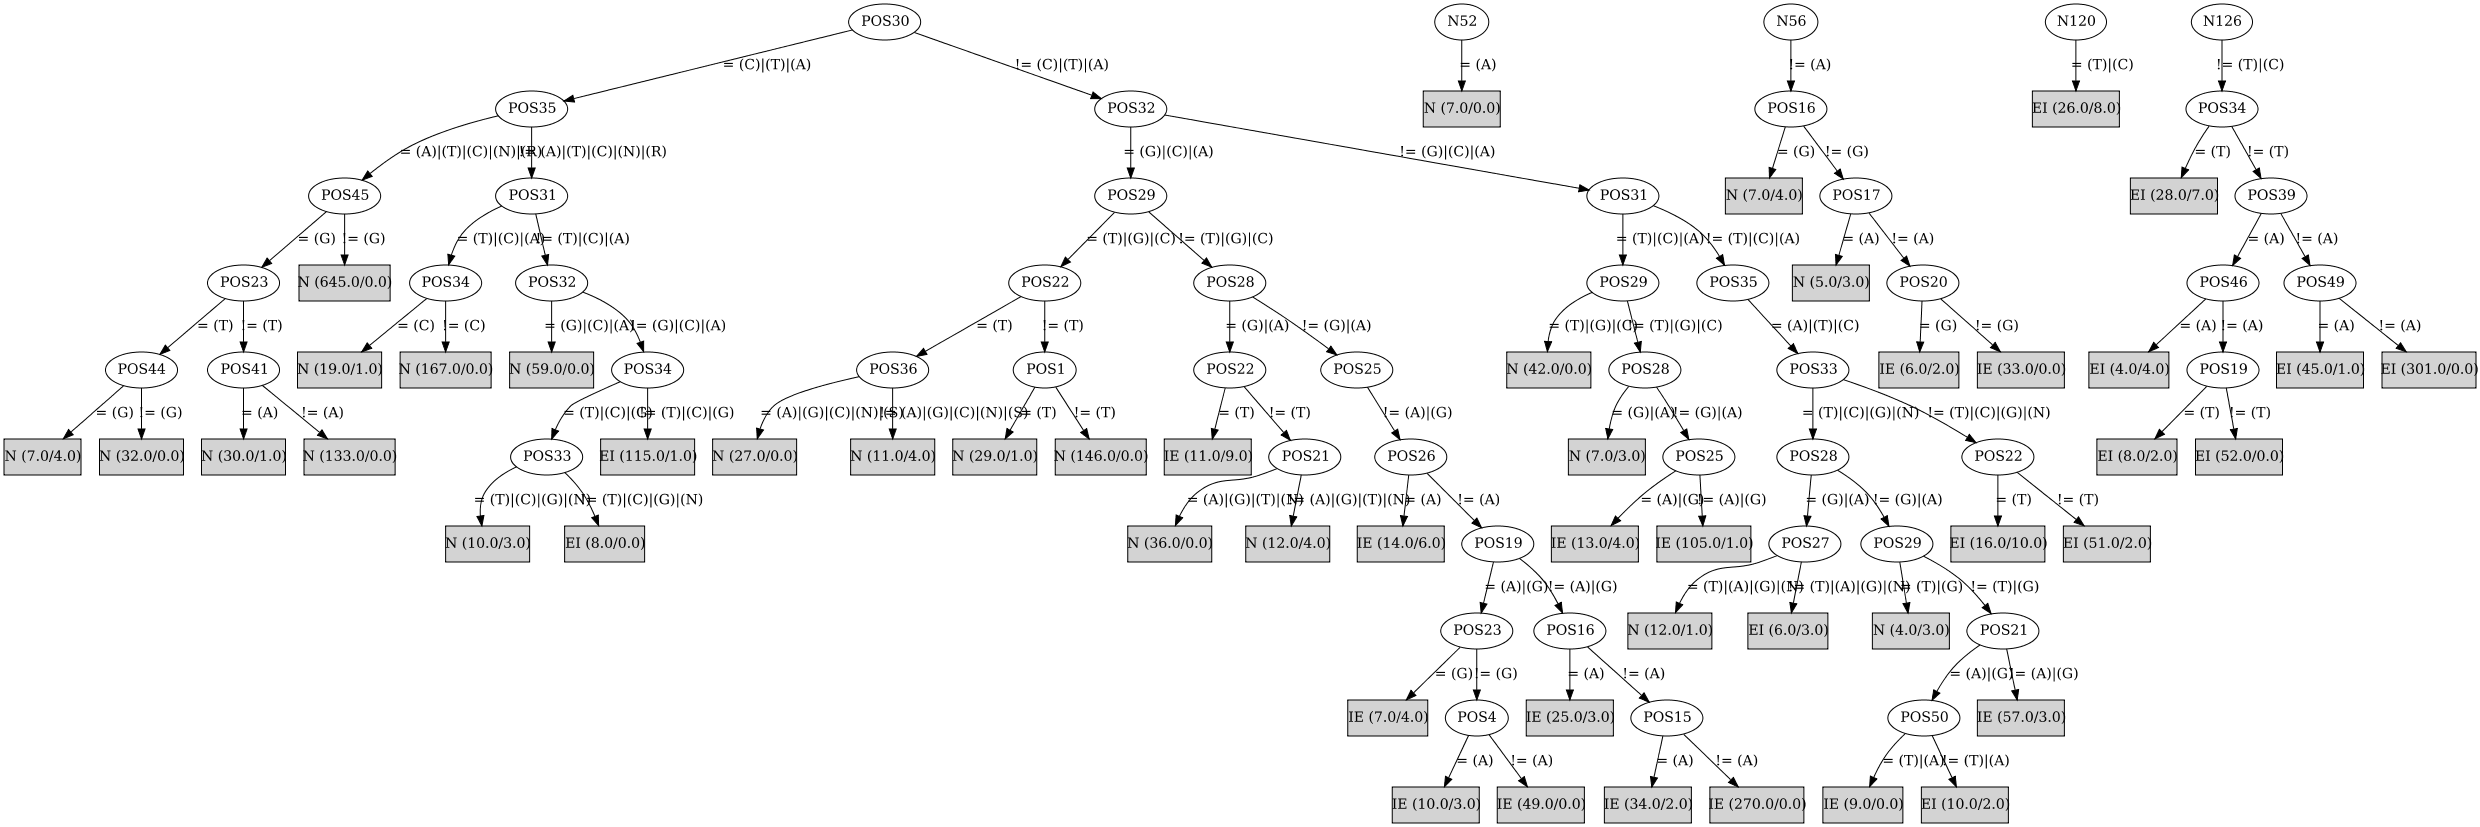 POS30 N52 N56 N120 N126
= (C)|(T)|(A) != (C)|(T)|(A) = (A) != (A) = (T)|(C) != (T)|(C)
POS35 POS32 N (7.0/0.0) POS16 EI (26.0/8.0) POS34
= (A)|(T)|(C)|(N)|(R) != (A)|(T)|(C)|(N)|(R) = (G)|(C)|(A) != (G)|(C)|(A) = (G) != (G) = (T) != (T)
POS45 POS31 POS29 POS31 N (7.0/4.0) POS17 EI (28.0/7.0) POS39
= (G) != (G) = (T)|(C)|(A) != (T)|(C)|(A) = (T)|(G)|(C) != (T)|(G)|(C) = (T)|(C)|(A) != (T)|(C)|(A) = (A) != (A) = (A) != (A)
POS23 N (645.0/0.0) POS34 POS32 POS22 POS28 POS29 POS35 N (5.0/3.0) POS20 POS46 POS49
= (T) != (T) = (C) != (C) = (G)|(C)|(A) != (G)|(C)|(A) = (T) != (T) = (G)|(A) != (G)|(A) = (T)|(G)|(C) != (T)|(G)|(C) = (A)|(T)|(C) = (G) != (G) = (A) != (A) = (A) != (A)
POS44 POS41 N (19.0/1.0) N (167.0/0.0) N (59.0/0.0) POS34 POS36 POS1 POS22 POS25 N (42.0/0.0) POS28 POS33 IE (6.0/2.0) IE (33.0/0.0) EI (4.0/4.0) POS19 EI (45.0/1.0) EI (301.0/0.0)
= (G) != (G) = (A) != (A) = (T)|(C)|(G) != (T)|(C)|(G) = (A)|(G)|(C)|(N)|(S) != (A)|(G)|(C)|(N)|(S) = (T) != (T) = (T) != (T) != (A)|(G) = (G)|(A) != (G)|(A) = (T)|(C)|(G)|(N) != (T)|(C)|(G)|(N) = (T) != (T)
N (7.0/4.0) N (32.0/0.0) N (30.0/1.0) N (133.0/0.0) POS33 EI (115.0/1.0) N (27.0/0.0) N (11.0/4.0) N (29.0/1.0) N (146.0/0.0) IE (11.0/9.0) POS21 POS26 N (7.0/3.0) POS25 POS28 POS22 EI (8.0/2.0) EI (52.0/0.0)
= (T)|(C)|(G)|(N) != (T)|(C)|(G)|(N) = (A)|(G)|(T)|(N) != (A)|(G)|(T)|(N) = (A) != (A) = (A)|(G) != (A)|(G) = (G)|(A) != (G)|(A) = (T) != (T)
N (10.0/3.0) EI (8.0/0.0) N (36.0/0.0) N (12.0/4.0) IE (14.0/6.0) POS19 IE (13.0/4.0) IE (105.0/1.0) POS27 POS29 EI (16.0/10.0) EI (51.0/2.0)
= (A)|(G) != (A)|(G) = (T)|(A)|(G)|(N) != (T)|(A)|(G)|(N) = (T)|(G) != (T)|(G)
POS23 POS16 N (12.0/1.0) EI (6.0/3.0) N (4.0/3.0) POS21
= (G) != (G) = (A) != (A) = (A)|(G) != (A)|(G)
IE (7.0/4.0) POS4 IE (25.0/3.0) POS15 POS50 IE (57.0/3.0)
= (A) != (A) = (A) != (A) = (T)|(A) != (T)|(A)
IE (10.0/3.0) IE (49.0/0.0) IE (34.0/2.0) IE (270.0/0.0) IE (9.0/0.0) EI (10.0/2.0)